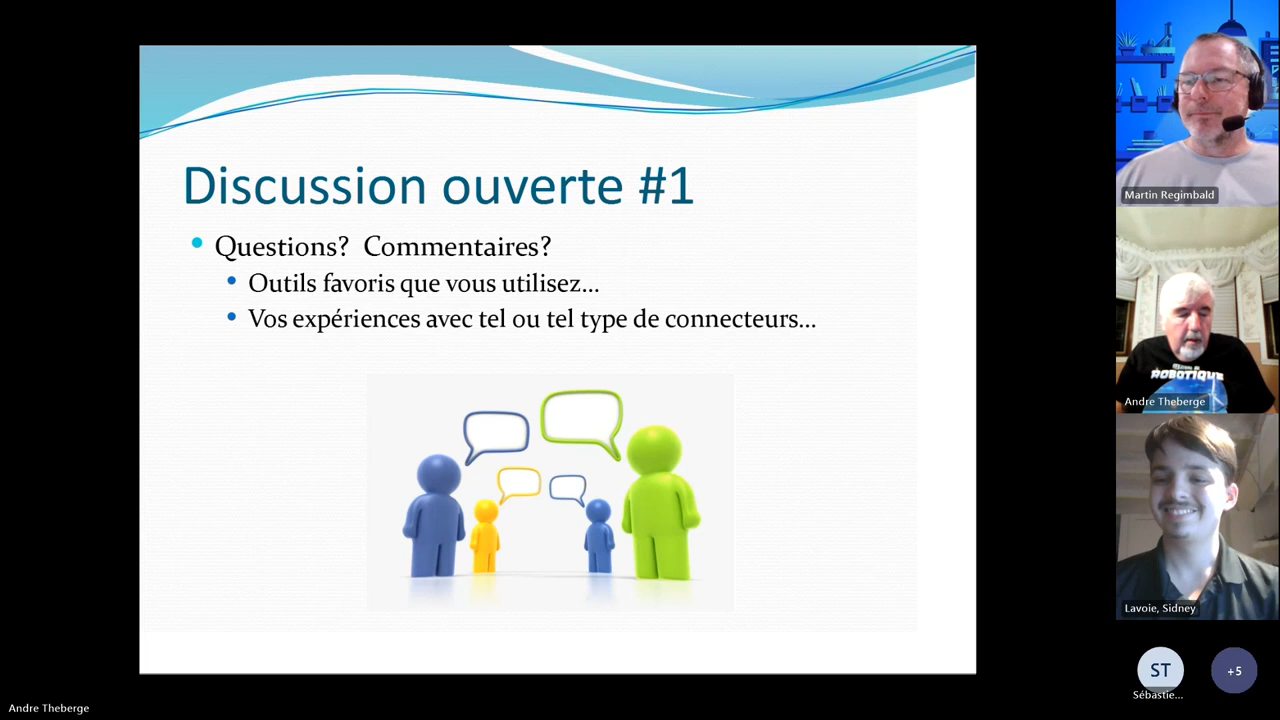 Discussion ouverte #1
Questions? Commentaires?
Outils favoris que vous utilisez...
Vos expériences avec tel ou tel type de connecteurs...
Martin Regimbald
ROBOTIQUE
Andre Theberge
Lavoie, Sidney
ST
Sébastie...
+5
Andre Theberge